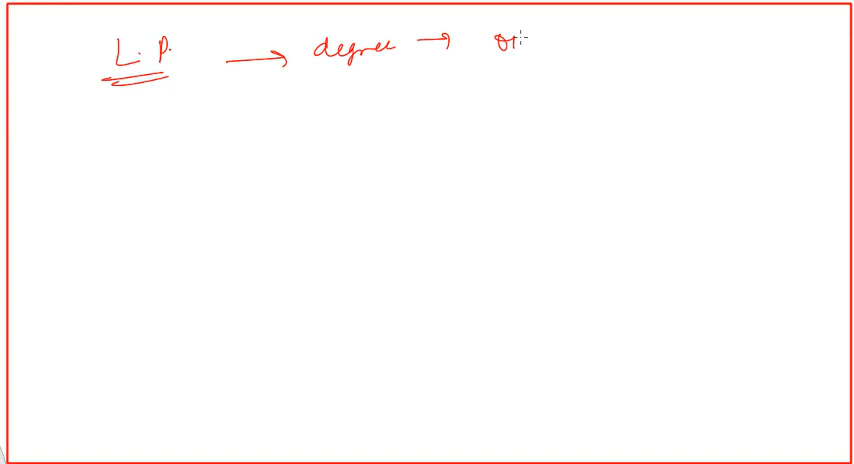 L.P. → degree →